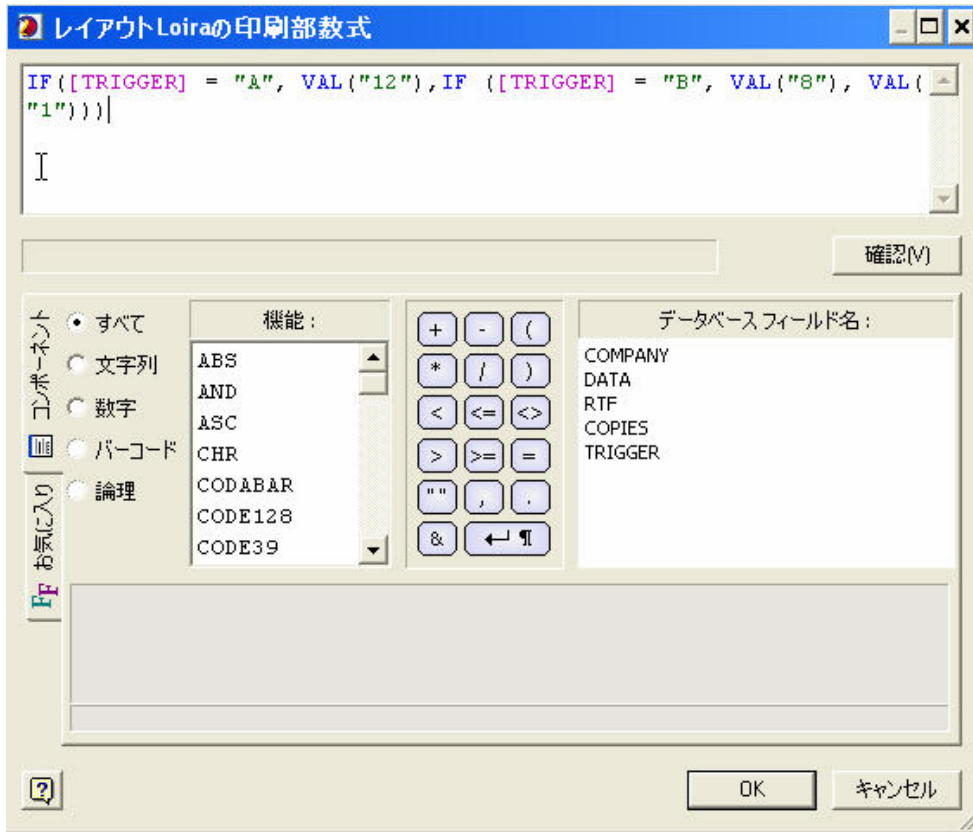 レイアウトLoiraの印刷部数式
IF([TRIGGER] = "A", VAL("12"),IF ([TRIGGER] = "B", VAL("8"), VAL(
"1")))
確認(V)
コンポーネント
お気に入り
すべて
文字列
数字
バーコード
論理
機能：
ABS
AND
ASC
CHR
CODABAR
CODE128
CODE39
+ - (
* / )
< <= <>
> >= =
"" , .
& ↵ ¶
データベース フィールド名：
COMPANY
DATA
RTF
COPIES
TRIGGER
OK
キャンセル